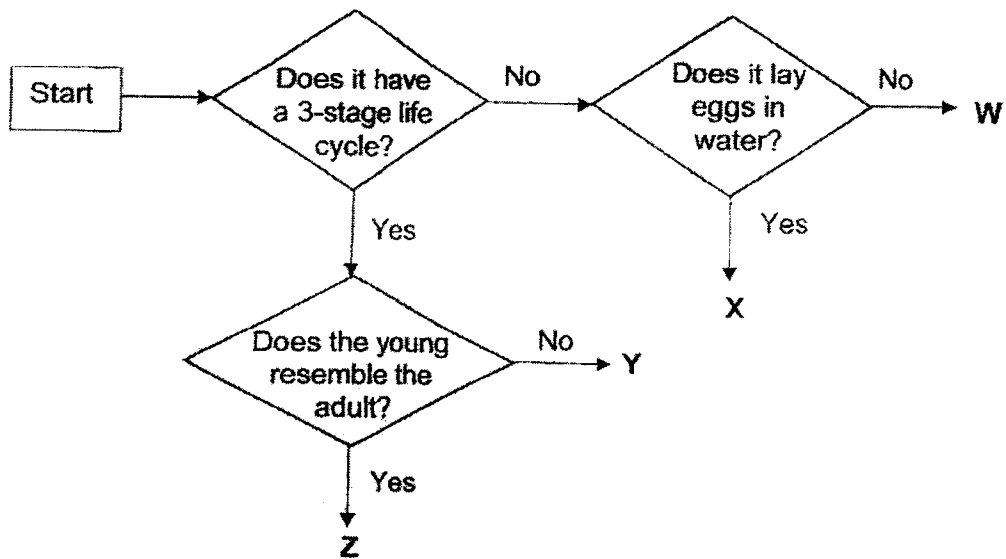 Start
Does it have
a 3-stage life
cycle?
No
Does it lay
eggs in
water?
No
W
Yes
Yes
X
Does the young
resemble the
adult?
No
Y
Yes
Z